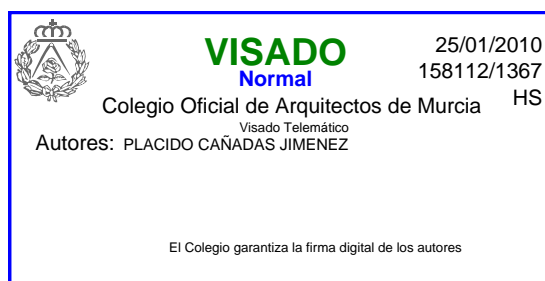 VISADO
Normal
25/01/2010
158112/1367
HS
Colegio Oficial de Arquitectos de Murcia
Visado Telemático
Autores: PLACIDO CAÑADAS JIMENEZ
El Colegio garantiza la firma digital de los autores